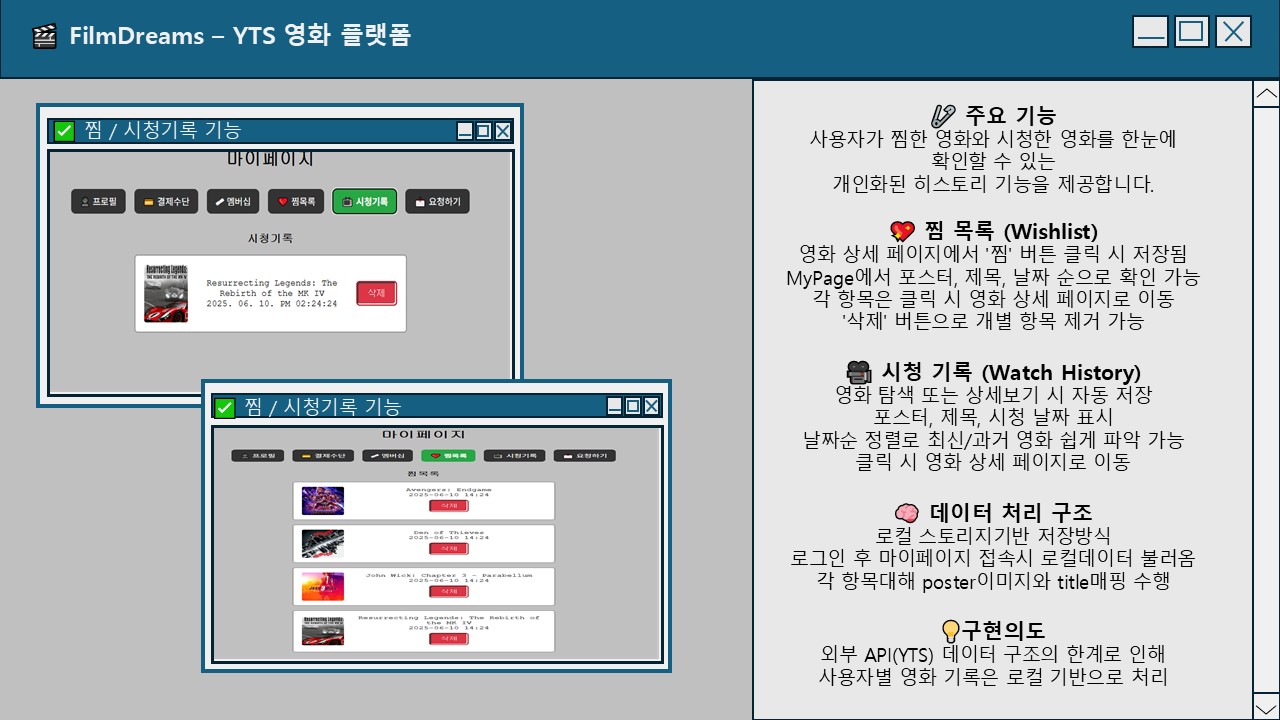 FilmDreams – YTS 영화 플랫폼
찜 / 시청기록 기능
마이페이지
프로필 결제수단 멤버십 찜목록 시청기록 요청하기
시청기록
Resurrecting Legends: The
Rebirth of the MK IV
2025. 06. 10. PM 02:24:24
삭제
찜 / 시청기록 기능
마이페이지
프로필 결제수단 멤버십 찜목록 시청기록 요청하기
찜목록
Avengers: Endgame
2025-06-10 14:24
삭제
Den of Thieves
2025-06-10 14:24
삭제
John Wick: Chapter 3 - Parabellum
2025-06-10 14:24
삭제
Resurrecting Legends: The Rebirth of
the MK IV
2025-06-10 14:24
삭제
주요 기능
사용자가 찜한 영화와 시청한 영화를 한눈에
확인할 수 있는
개인화된 히스토리 기능을 제공합니다.
찜 목록 (Wishlist)
영화 상세 페이지에서 '찜' 버튼 클릭 시 저장됨
MyPage에서 포스터, 제목, 날짜 순으로 확인 가능
각 항목은 클릭 시 영화 상세 페이지로 이동
'삭제' 버튼으로 개별 항목 제거 가능
시청 기록 (Watch History)
영화 탐색 또는 상세보기 시 자동 저장
포스터, 제목, 시청 날짜 표시
날짜순 정렬로 최신/과거 영화 쉽게 파악 가능
클릭 시 영화 상세 페이지로 이동
데이터 처리 구조
로컬 스토리지기반 저장방식
로그인 후 마이페이지 접속시 로컬데이터 불러옴
각 항목대해 poster이미지와 title매핑 수행
구현의도
외부 API(YTS) 데이터 구조의 한계로 인해
사용자별 영화 기록은 로컬 기반으로 처리